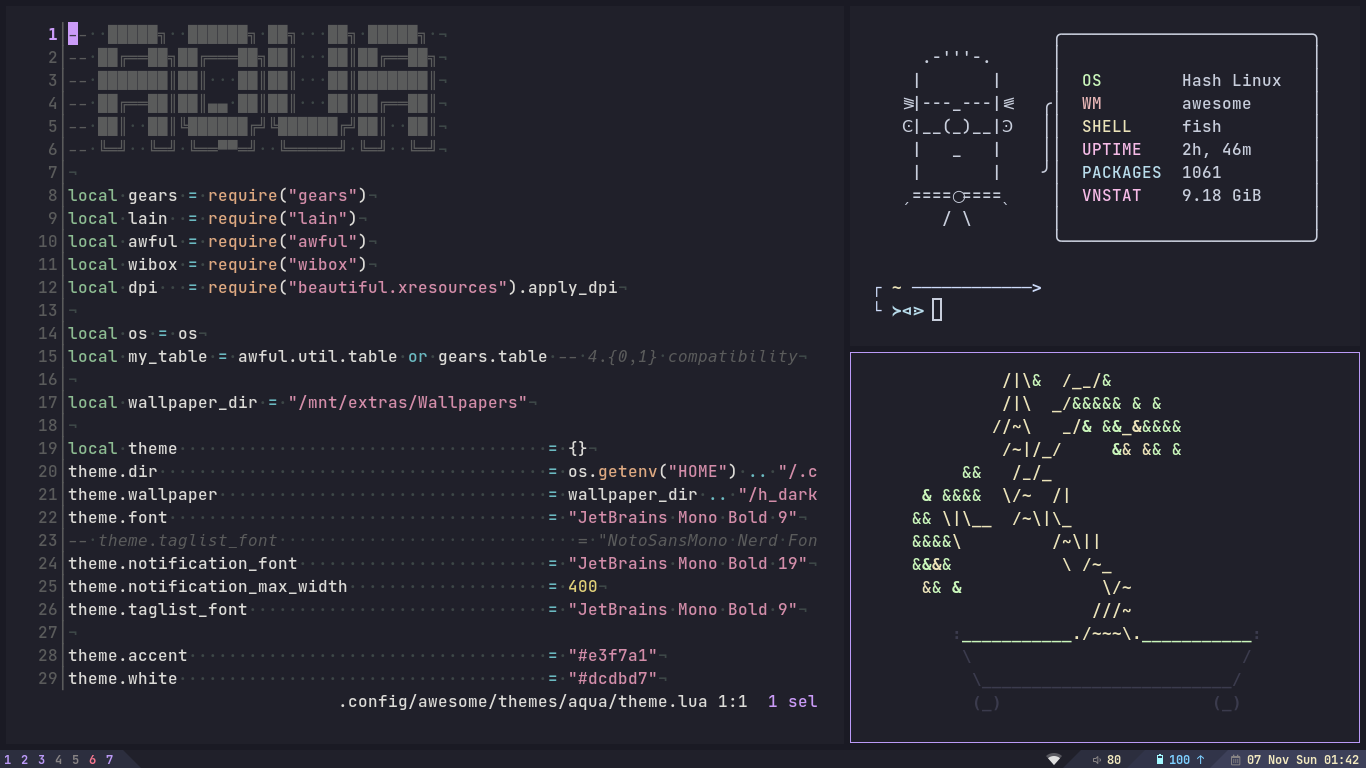 1 --
2 --
3 --
4 --
5 --
6 --
7
8 local gears = require("gears")
9 local lain  = require("lain")
10 local awful = require("awful")
11 local wibox = require("wibox")
12 local dpi   = require("beautiful.xresources").apply_dpi
13
14 local os = os
15 local my_table = awful.util.table or gears.table -- 4.{0,1} compatibility
16
17 local wallpaper_dir = "/mnt/extras/Wallpapers"
18
19 local theme = {}
20 theme.dir = os.getenv("HOME") .. "/.c
21 theme.wallpaper = wallpaper_dir .. "/h_dark
22 theme.font = "JetBrains Mono Bold 9"
23 -- theme.taglist_font = "NotoSansMono Nerd Fon
24 theme.notification_font = "JetBrains Mono Bold 19"
25 theme.notification_max_width = 400
26 theme.taglist_font = "JetBrains Mono Bold 9"
27
28 theme.accent = "#e3f7a1"
29 theme.white = "#dcdbd7"
.config/awesome/themes/aqua/theme.lua 1:1  1 sel
OS Hash Linux
WM awesome
SHELL fish
UPTIME 2h, 46m
PACKAGES 1061
VNSTAT 9.18 GiB
~ >
1 2 3 4 5 6 7
80
100 ↑
07 Nov Sun 01:42